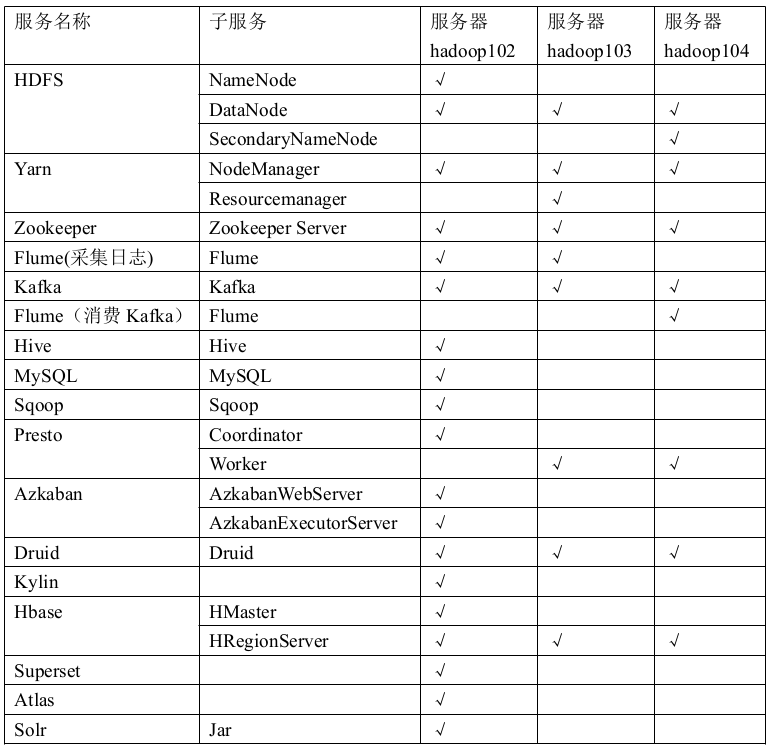 服务名称 子服务 服务器 服务器 服务器
hadoop102 hadoop103 hadoop104
HDFS NameNode √
DataNode √ √ √
SecondaryNameNode √
Yarn NodeManager √ √ √
Resourcemanager √
Zookeeper Zookeeper Server √ √ √
Flume(采集日志) Flume √ √
Kafka Kafka √ √ √
Flume（消费 Kafka） Flume √
Hive Hive √
MySQL MySQL √
Sqoop Sqoop √
Presto Coordinator √
Worker √ √
Azkaban AzkabanWebServer √
AzkabanExecutorServer √
Druid Druid √ √ √
Kylin √
Hbase HMaster √
HRegionServer √ √ √
Superset √
Atlas √
Solr Jar √